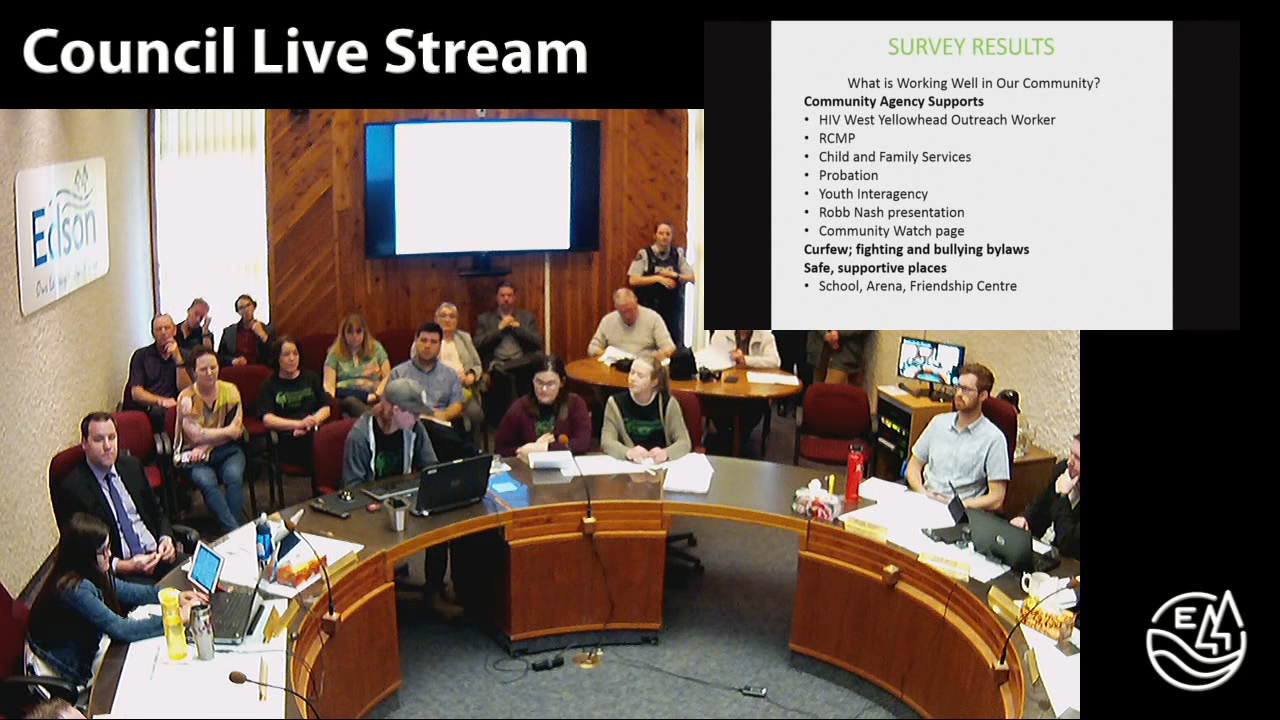 Council Live Stream
SURVEY RESULTS
What is Working Well in Our Community?
Community Agency Supports
• HIV West Yellowhead Outreach Worker
• RCMP
• Child and Family Services
• Probation
• Youth Interagency
• Robb Nash presentation
• Community Watch page
Curfew; fighting and bullying bylaws
Safe, supportive places
• School, Arena, Friendship Centre
Edson